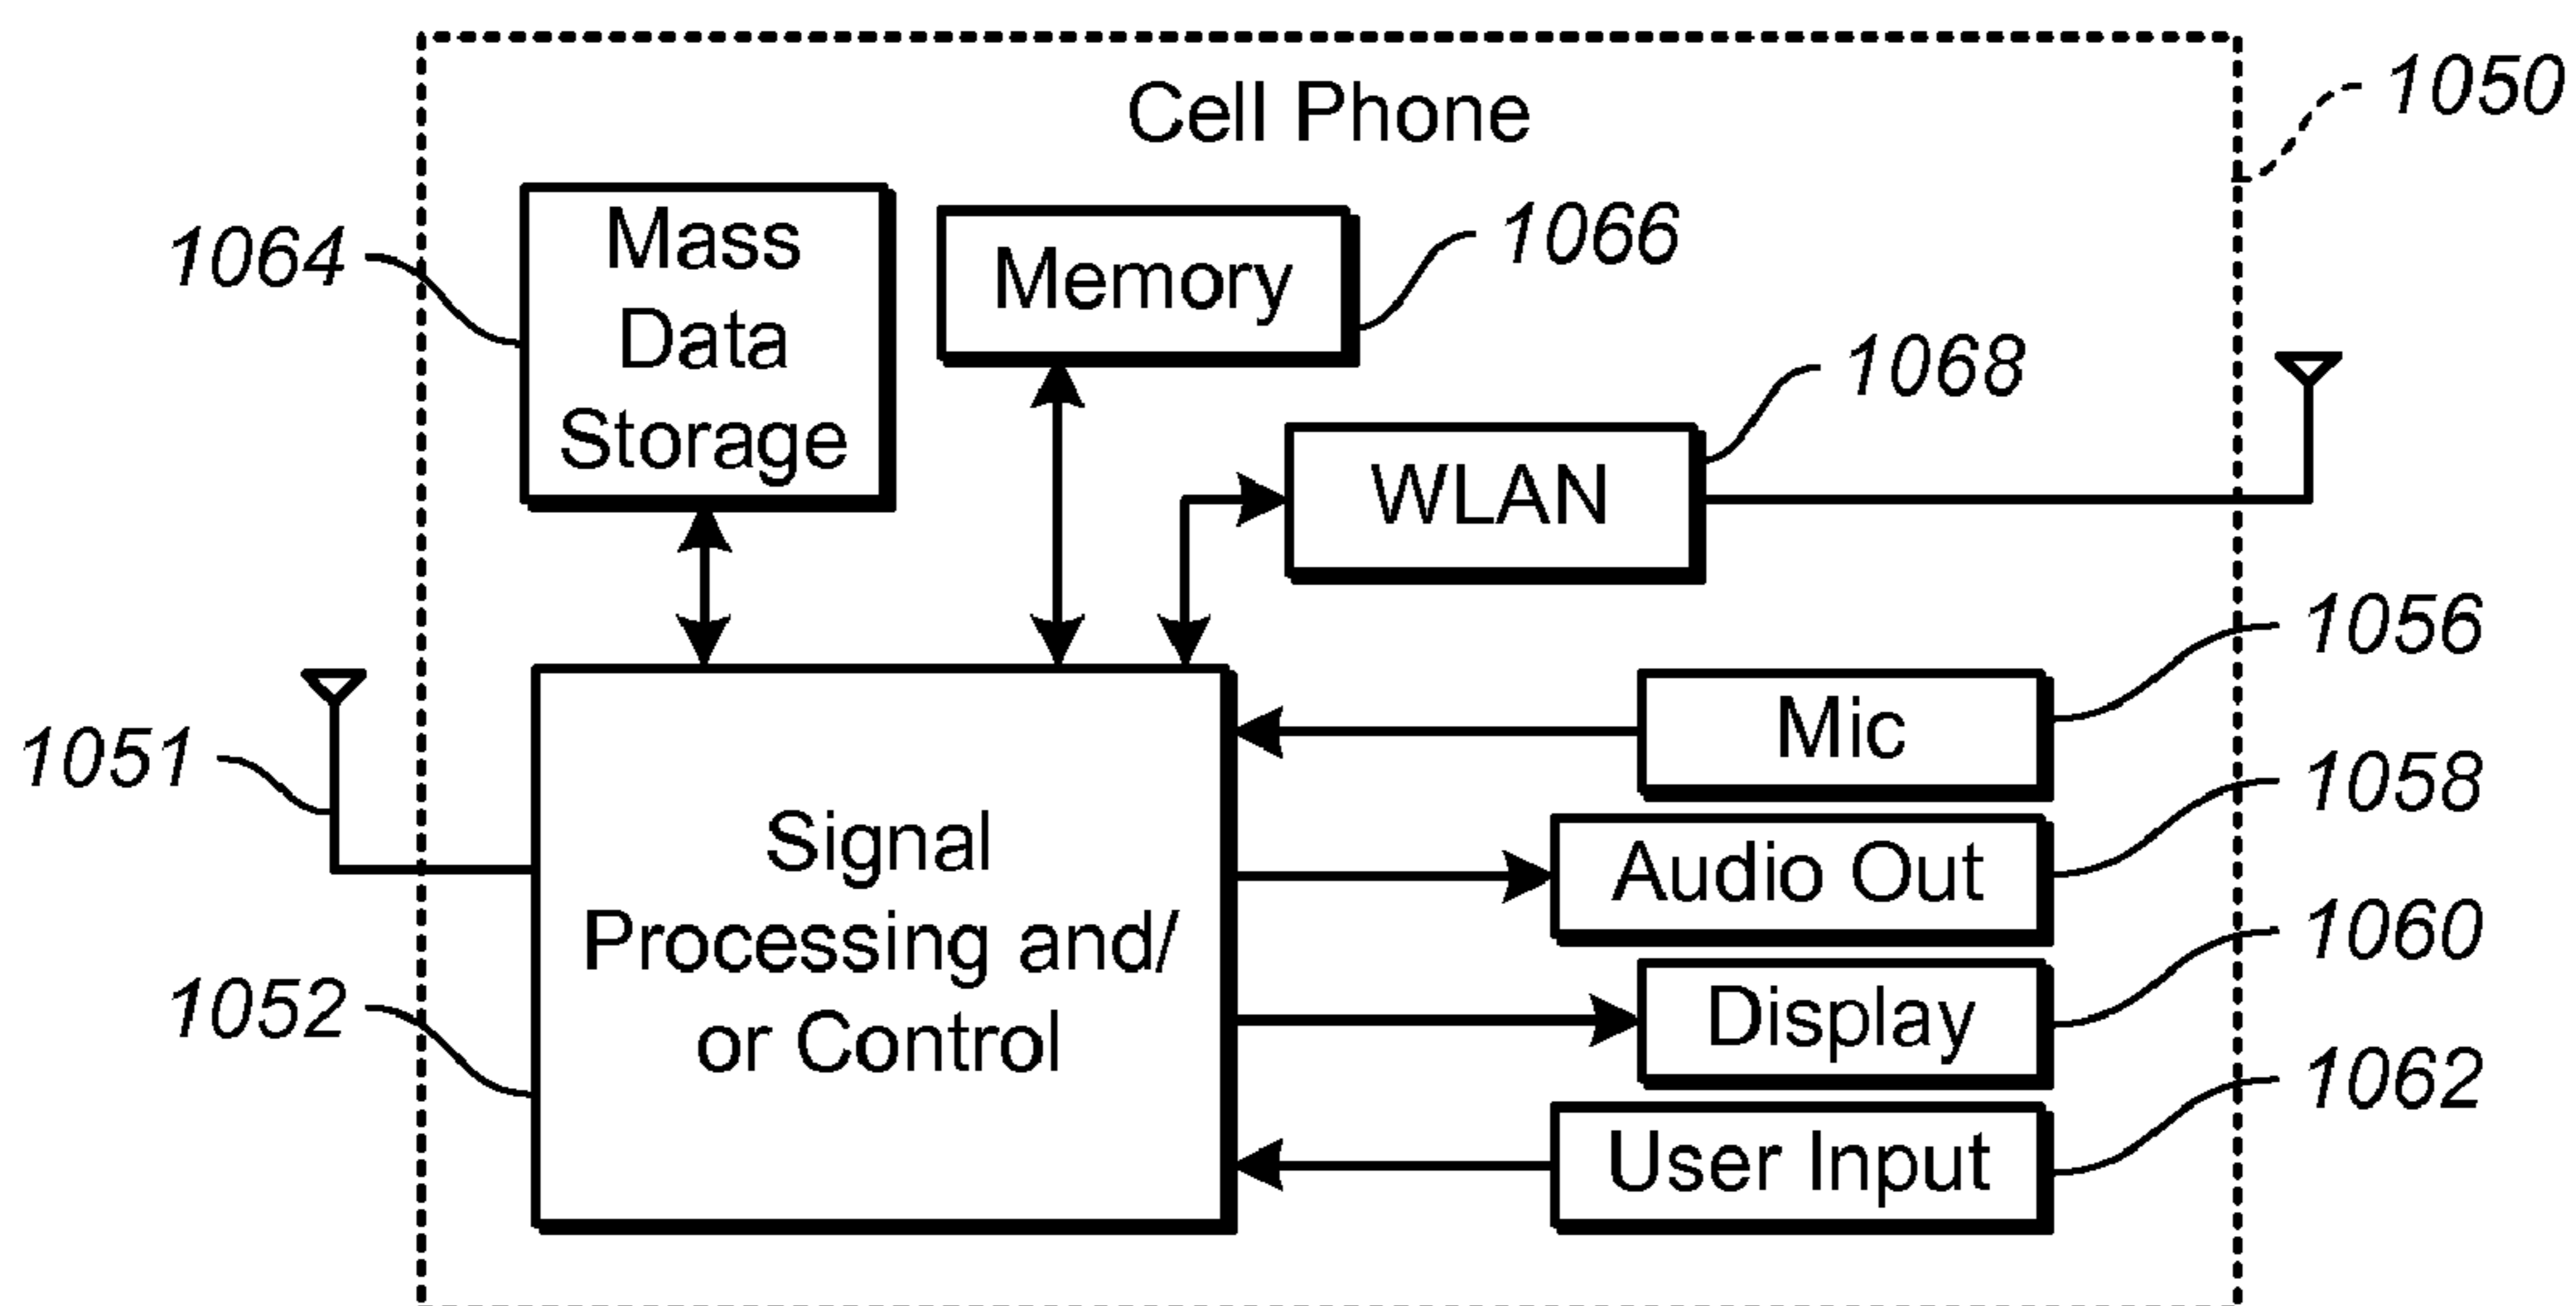 Cell Phone
1050
1064
Mass
Data
Storage
Memory
1066
1068
WLAN
1051
1052
Signal
Processing and/
or Control
Mic
1056
Audio Out
1058
Display
1060
User Input
1062